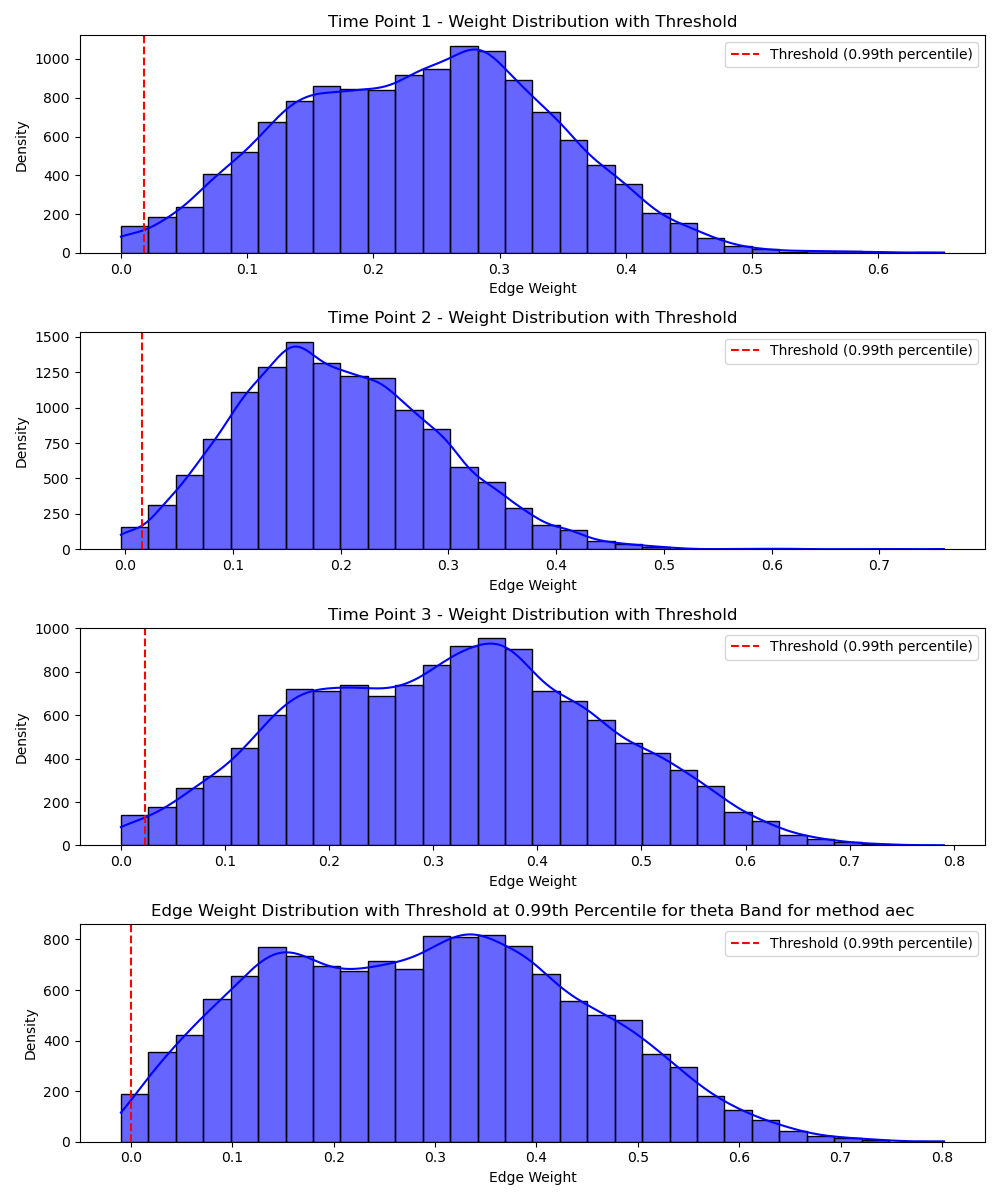 Time Point 1 - Weight Distribution with Threshold
Threshold (0.99th percentile)
Density
1000
800
600
400
200
0
0.0 0.1 0.2 0.3 0.4 0.5 0.6
Edge Weight
Time Point 2 - Weight Distribution with Threshold
Threshold (0.99th percentile)
Density
1500
1250
1000
750
500
250
0
0.0 0.1 0.2 0.3 0.4 0.5 0.6 0.7
Edge Weight
Time Point 3 - Weight Distribution with Threshold
Threshold (0.99th percentile)
Density
1000
800
600
400
200
0
0.0 0.1 0.2 0.3 0.4 0.5 0.6 0.7 0.8
Edge Weight
Edge Weight Distribution with Threshold at 0.99th Percentile for theta Band for method aec
Threshold (0.99th percentile)
Density
800
600
400
200
0
0.0 0.1 0.2 0.3 0.4 0.5 0.6 0.7 0.8
Edge Weight